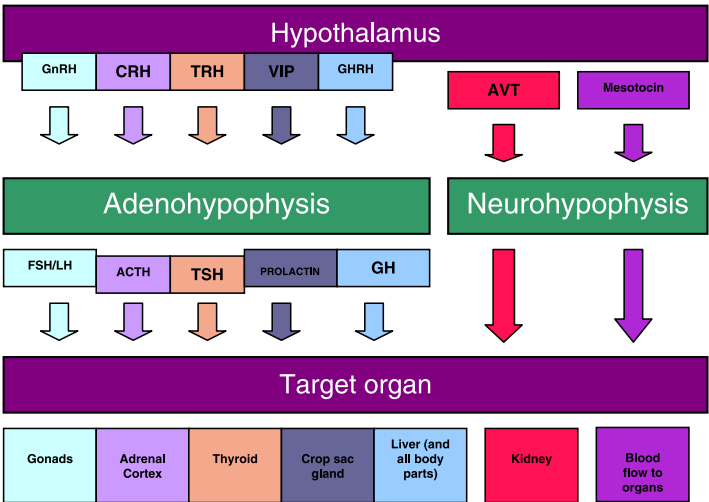 Hypothalamus
GnRH
CRH
TRH
VIP
GHRH
AVT
Mesotocin
Adenohypophysis
Neurohypophysis
FSH/LH
ACTH
TSH
PROLACTIN
GH
Target organ
Gonads
Adrenal
Cortex
Thyroid
Crop sac
gland
Liver (and
all body
parts)
Kidney
Blood
flow to
organs